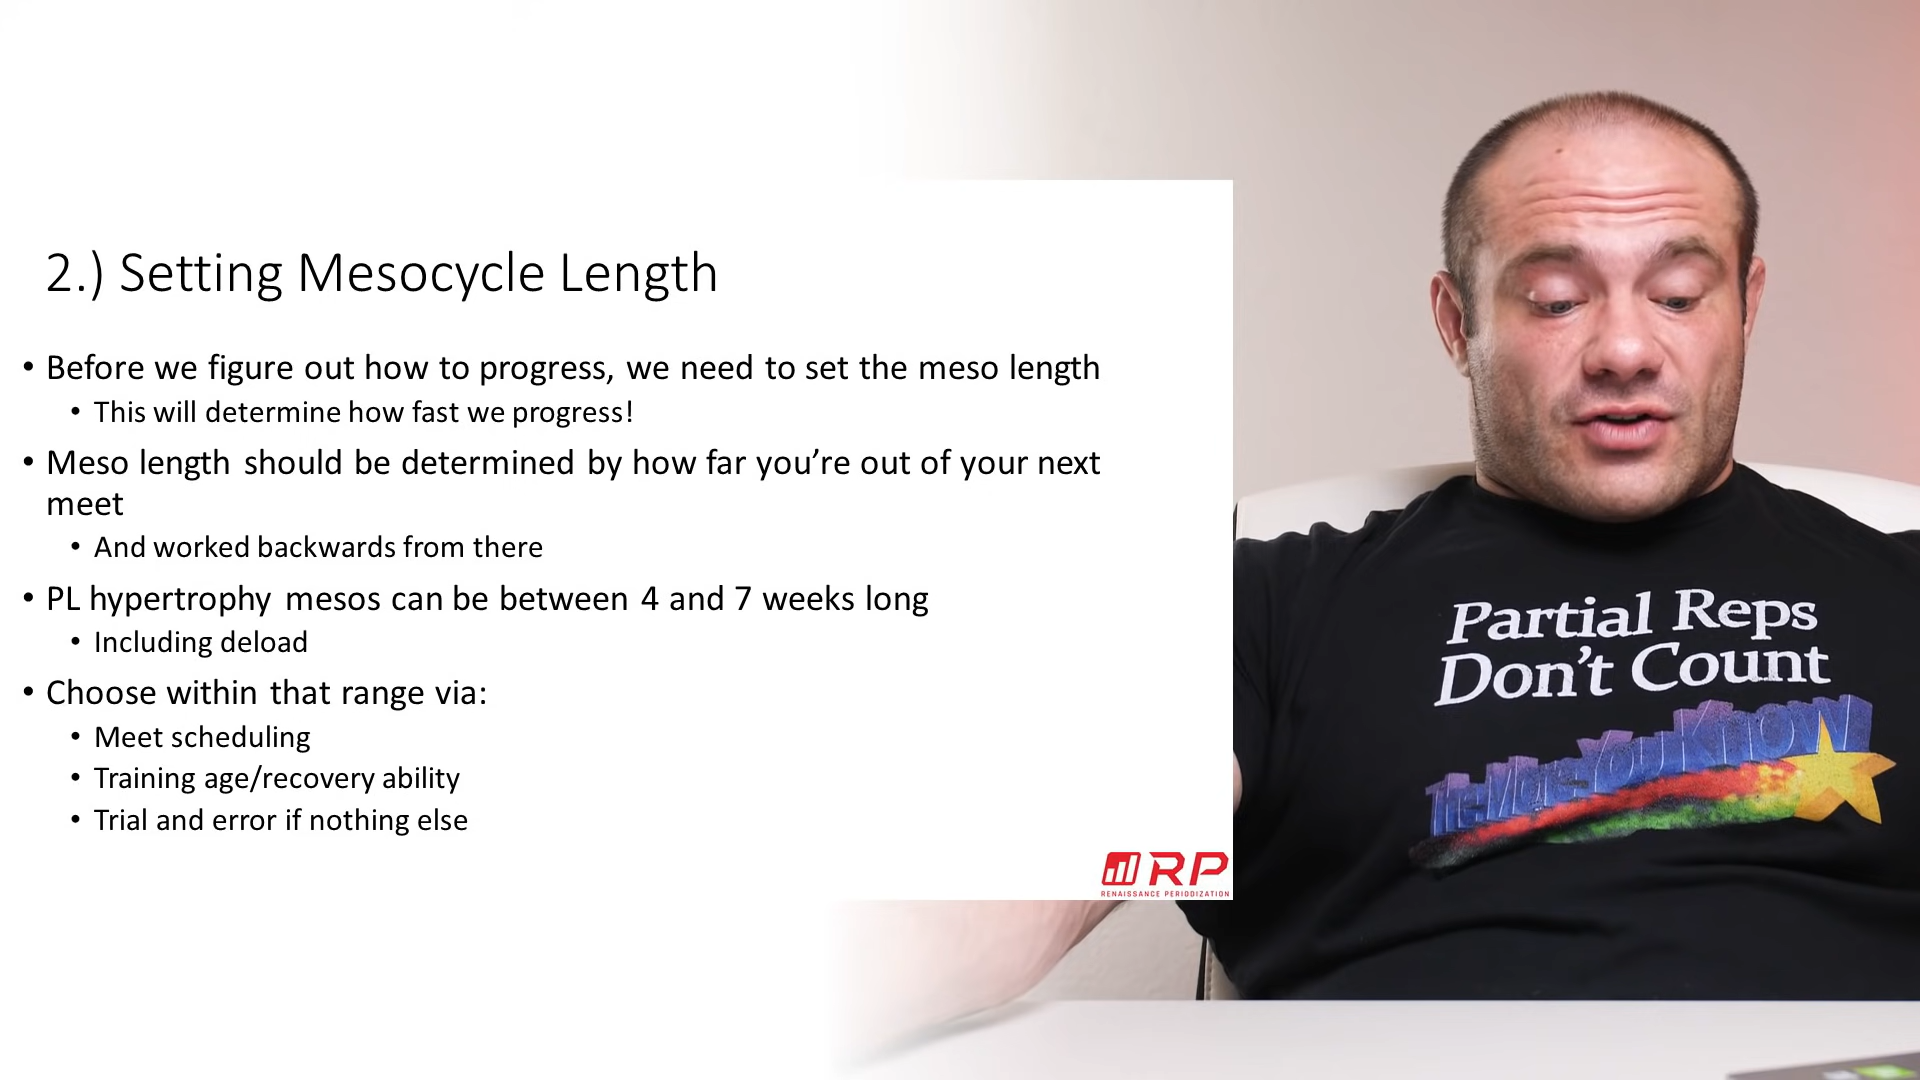 2.) Setting Mesocycle Length
• Before we figure out how to progress, we need to set the meso length
• This will determine how fast we progress!
• Meso length should be determined by how far you’re out of your next
meet
• And worked backwards from there
• PL hypertrophy mesos can be between 4 and 7 weeks long
• Including deload
• Choose within that range via:
• Meet scheduling
• Training age/recovery ability
• Trial and error if nothing else
RP
RENAISSANCE PERIODIZATION
Partial Reps
Don’t Count
The More You Know